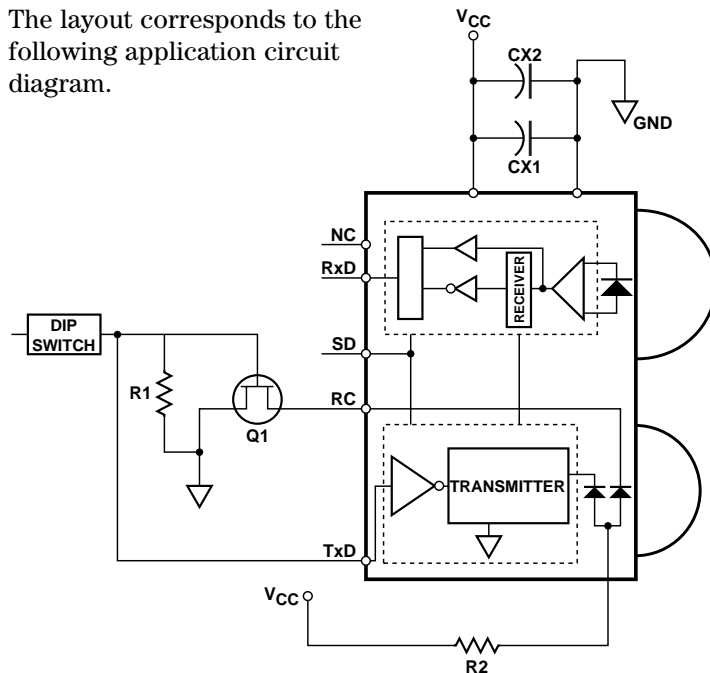 The layout corresponds to the
following application circuit
diagram.
VCC
CX2
GND
CX1
NC
RxD
RECEIVER
DIP
SWITCH
SD
R1
RC
Q1
TRANSMITTER
TxD
VCC
R2